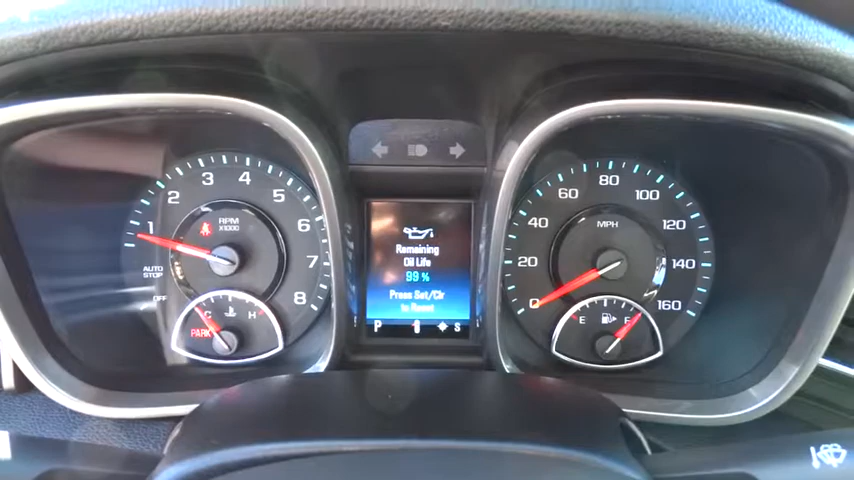 1
2
3
4
5
6
7
8
RPM
X1000
AUTO
STOP
OFF
C
H
PARK
Remaining
Oil Life
99 %
Press Set/Clr
to Reset
P
S
0
20
40
60
80
100
120
140
160
MPH
E
F